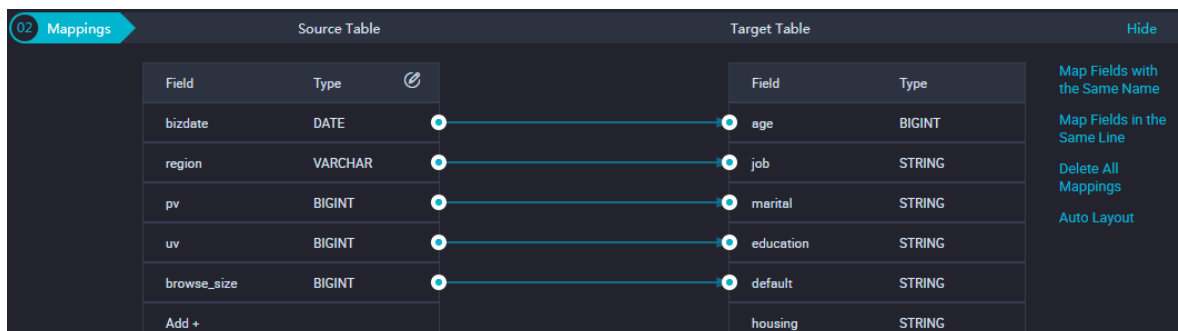 02 Mappings Source Table Target Table Hide
Field Type Field Type
Map Fields with
the Same Name
bizdate DATE age BIGINT
Map Fields in the
Same Line
region VARCHAR job STRING
Delete All
Mappings
pv BIGINT marital STRING
Auto Layout
uv BIGINT education STRING
browse_size BIGINT default STRING
Add + housing STRING